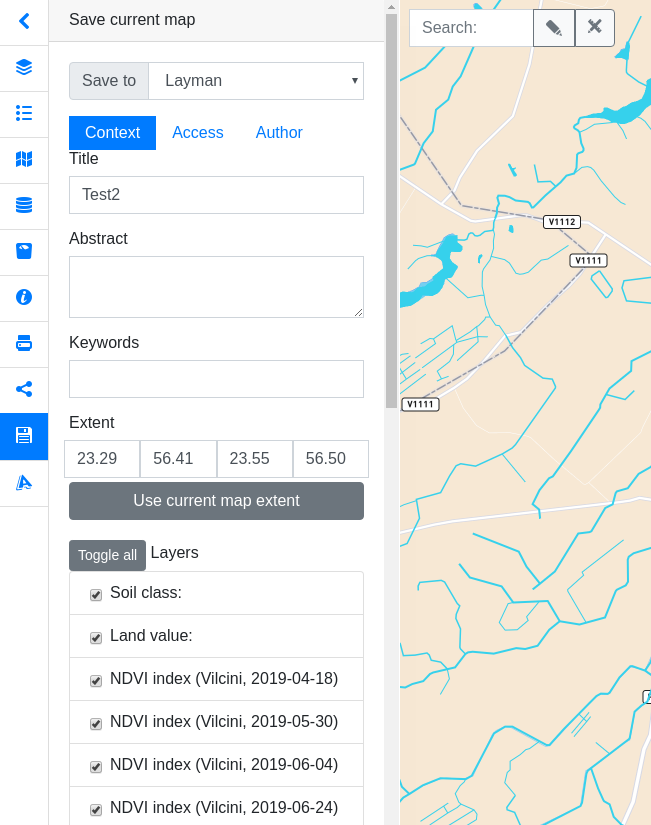 Save current map
Search:
Save to Layman
Context Access Author
Title
Test2
Abstract
Keywords
Extent
23.29 56.41 23.55 56.50
Use current map extent
Toggle all Layers
Soil class:
Land value:
NDVI index (Vilcini, 2019-04-18)
NDVI index (Vilcini, 2019-05-30)
NDVI index (Vilcini, 2019-06-04)
NDVI index (Vilcini, 2019-06-24)
V1112
V1111
V1111